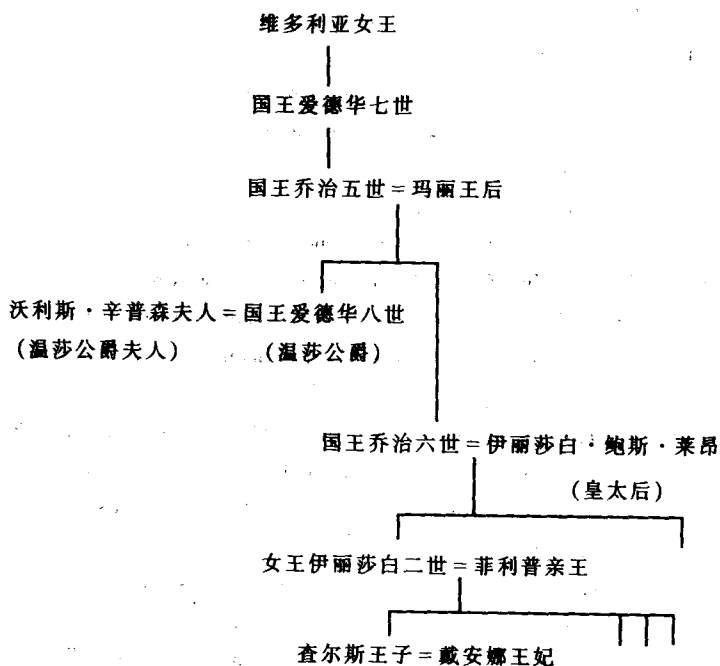 维多利亚女王
国王爱德华七世
国王乔治五世=玛丽王后
沃利斯·辛普森夫人=国王爱德华八世
(温莎公爵夫人) (温莎公爵)
国王乔治六世=伊丽莎白·鲍斯·莱昂
(皇太后)
女王伊丽莎白二世=菲利普亲王
查尔斯王子=戴安娜王妃